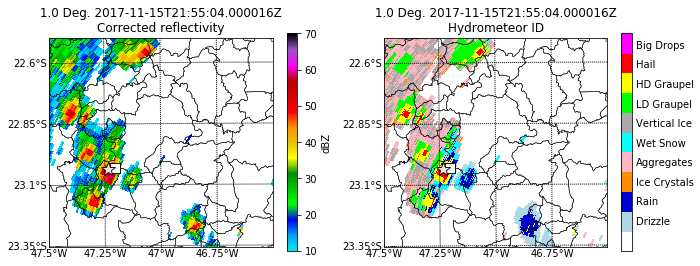 1.0 Deg. 2017-11-15T21:55:04.000016Z
Corrected reflectivity
22.6°S
22.85°S
23.1°S
23.35°S
47.5°W
47.25°W
47°W
46.75°W
70
60
50
40
30
20
10
dBZ
1.0 Deg. 2017-11-15T21:55:04.000016Z
Hydrometeor ID
22.6°S
22.85°S
23.1°S
23.35°S
47.5°W
47.25°W
47°W
46.75°W
Big Drops
Hail
HD Graupel
LD Graupel
Vertical Ice
Wet Snow
Aggregates
Ice Crystals
Rain
Drizzle